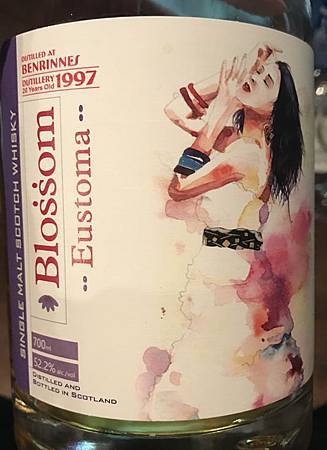 DISTILLED AT
BENRINNES
DISTILLERY 1997
20 Years Old
SINGLE MALT SCOTCH WHISKY
Blossom
Eustoma
700ml
52.2% alc/vol
DISTILLED AND
BOTTLED IN SCOTLAND